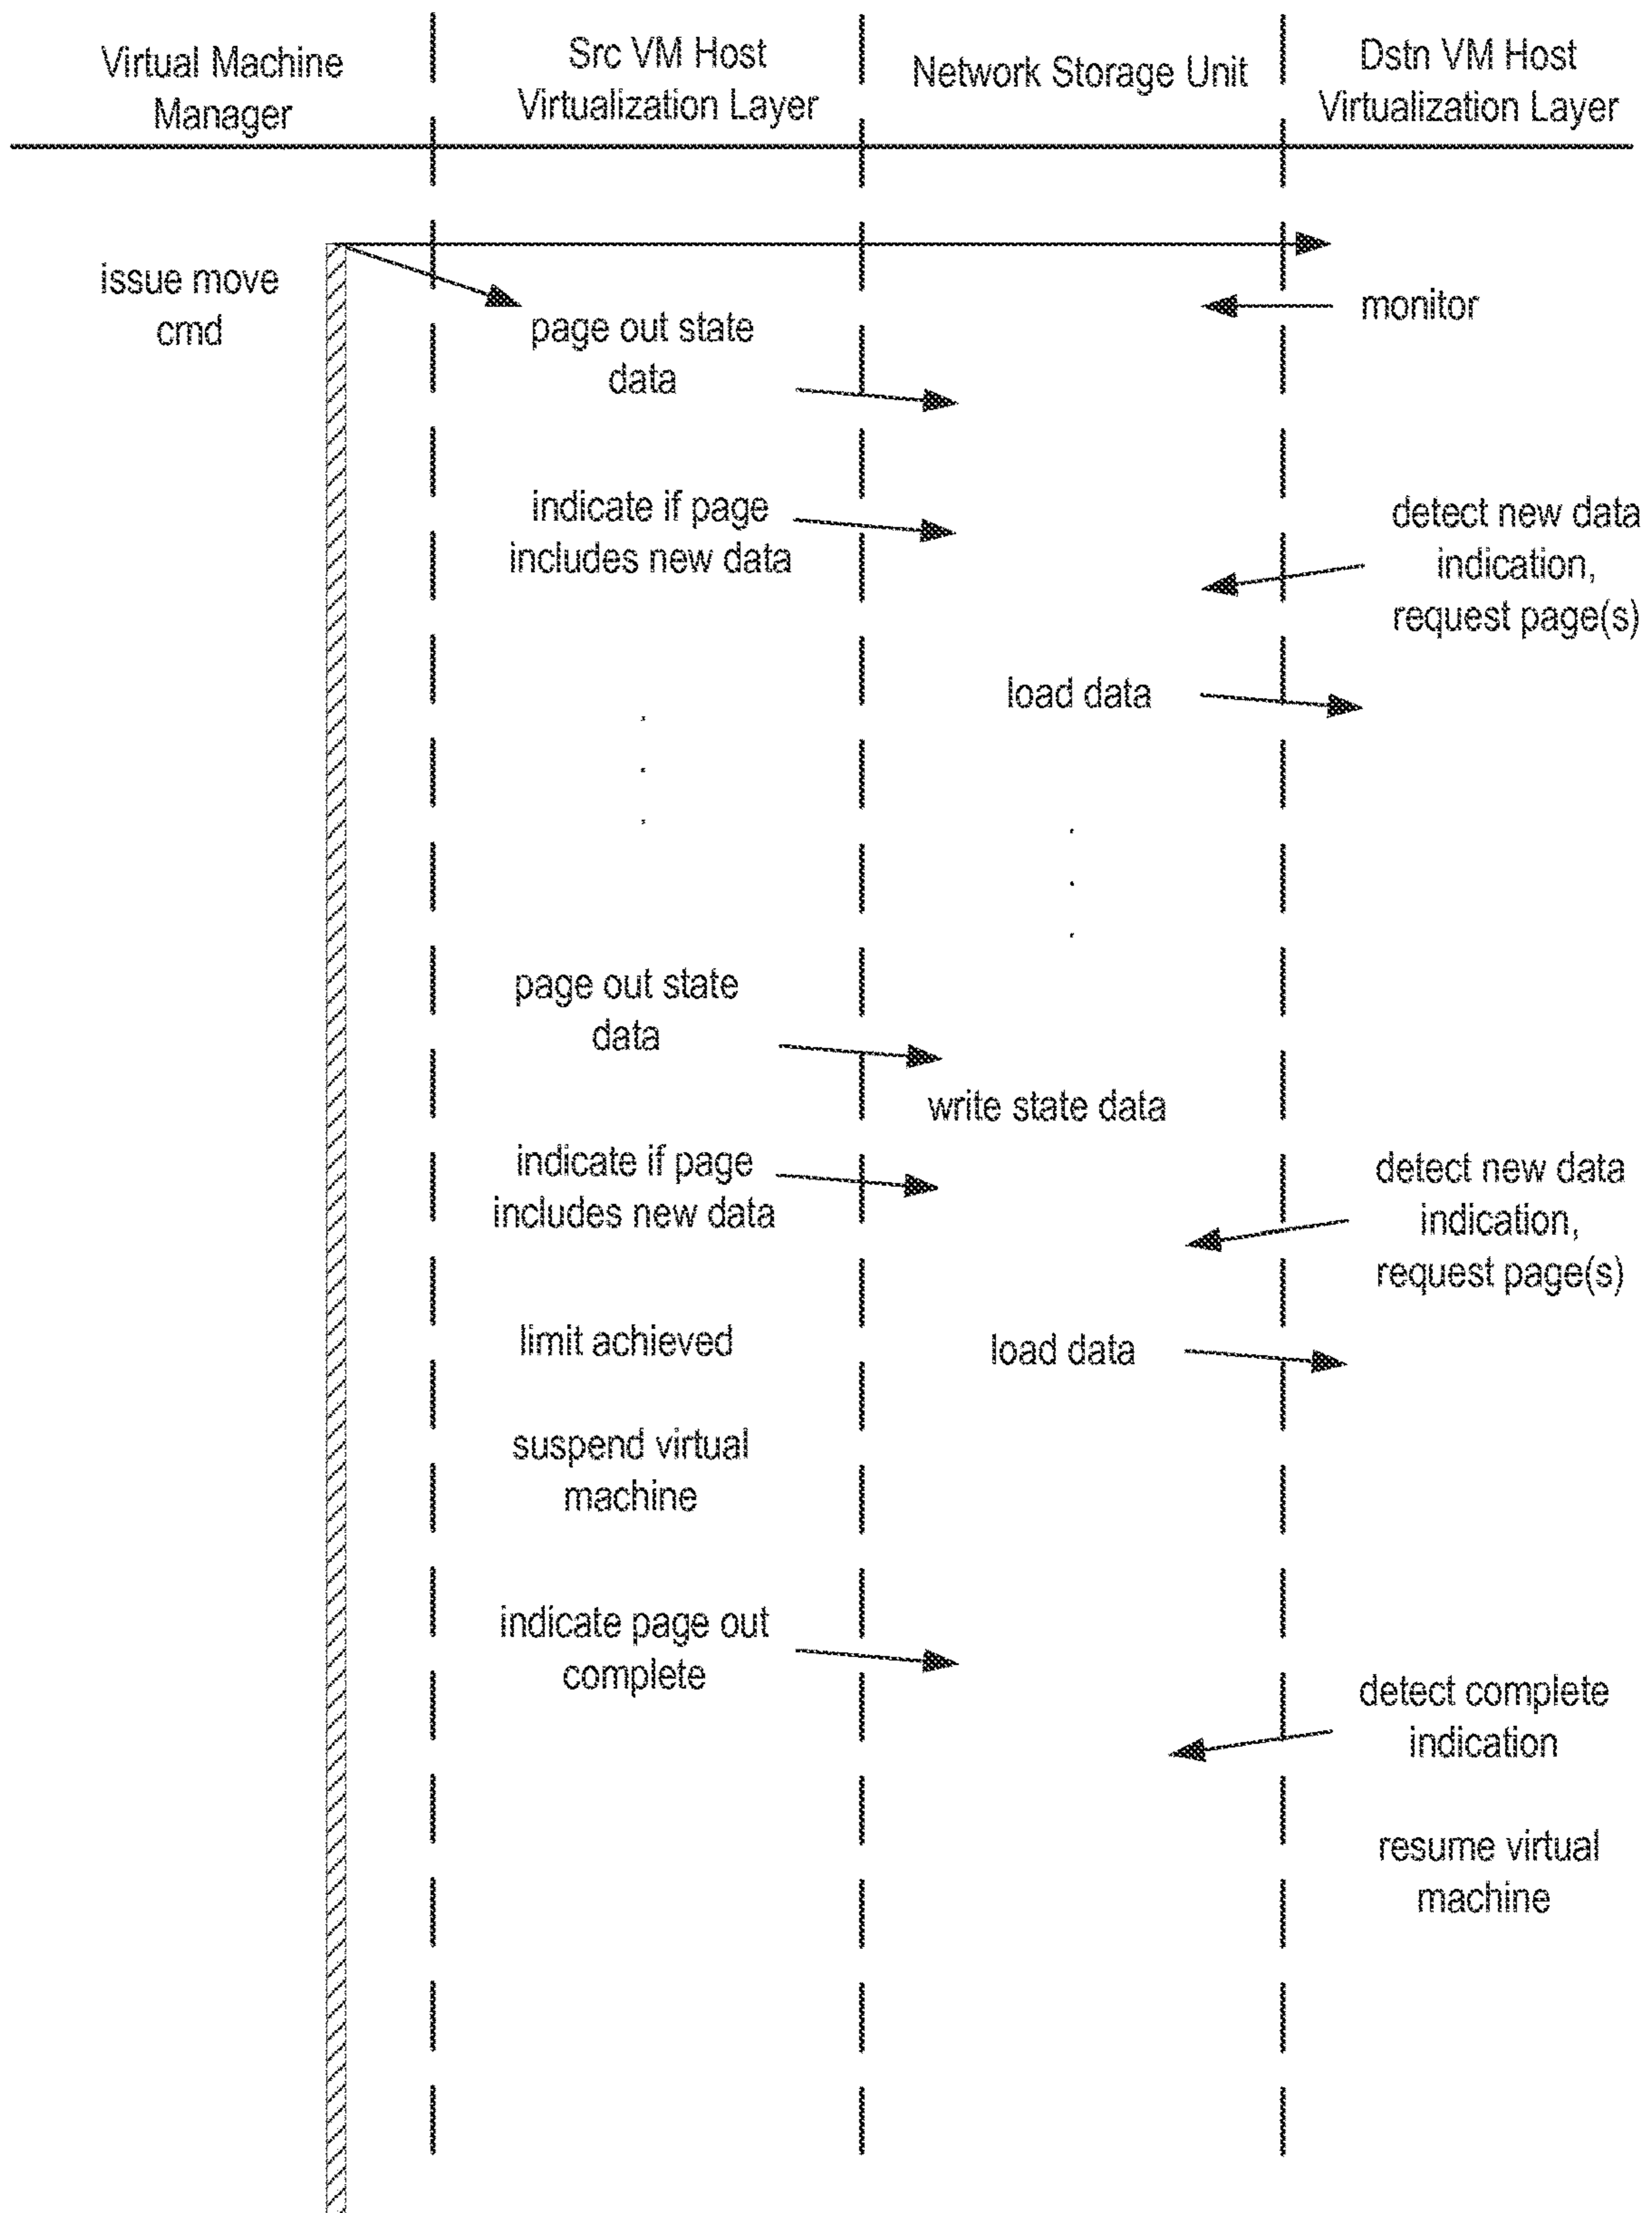 Virtual Machine
Manager
Src VM Host
Virtualization Layer
Network Storage Unit
Dstn VM Host
Virtualization Layer
issue move
cmd
page out state
data
monitor
indicate if page
includes new data
detect new data
indication,
request page(s)
load data
page out state
data
write state data
indicate if page
includes new data
detect new data
indication,
request page(s)
limit achieved
load data
suspend virtual
machine
indicate page out
complete
detect complete
indication
resume virtual
machine